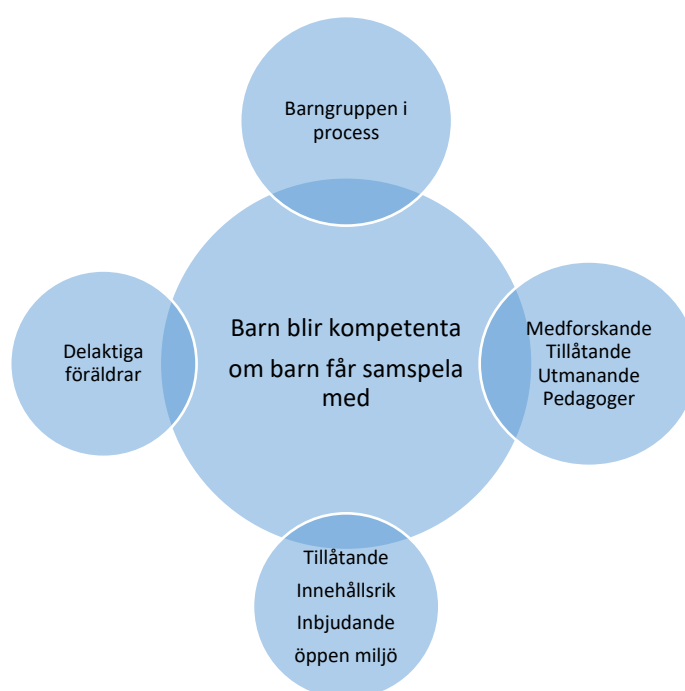 Barngruppen i
process
Barn blir kompetenta
om barn får samspela
med
Delaktiga
föräldrar
Medforskande
Tillåtande
Utmanande
Pedagoger
Tillåtande
Innehållsrik
Inbjudande
öppen miljö